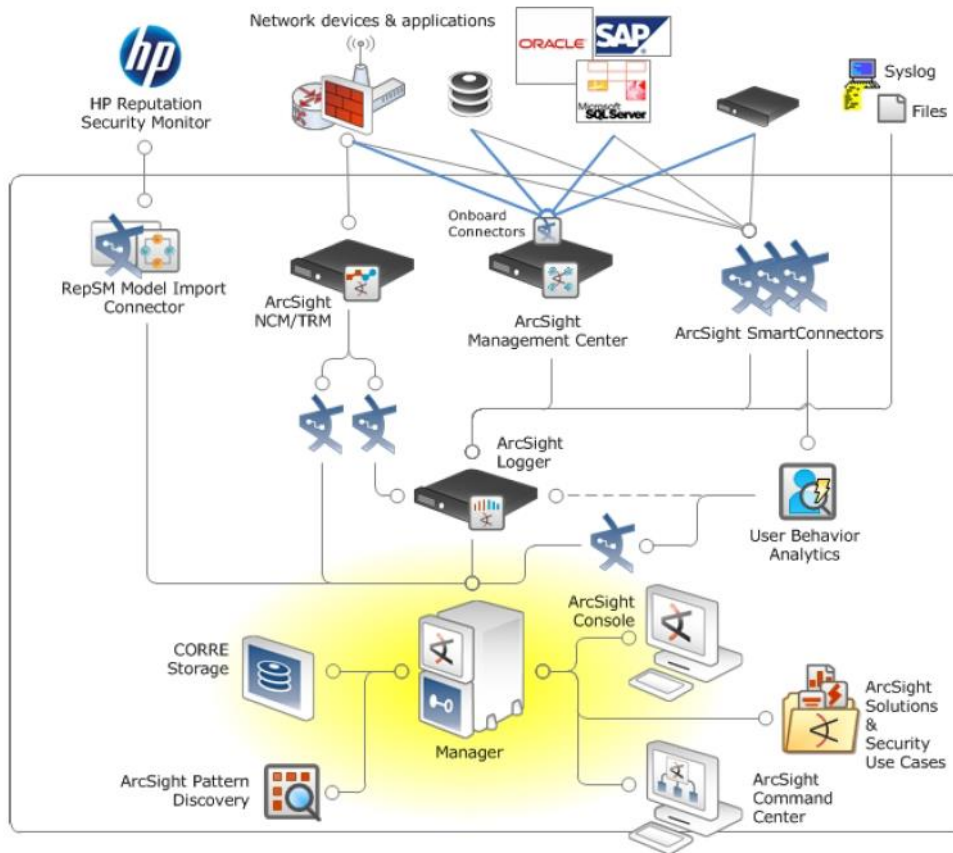 Network devices & applications
hp
HP Reputation
Security Monitor
ORACLE
SAP
Microsoft
SQL Server
Syslog
Files
Onboard
Connectors
RepSM Model Import
Connector
ArcSight
NCM/TRM
ArcSight
Management Center
ArcSight SmartConnectors
ArcSight
Logger
User Behavior
Analytics
ArcSight
Console
CORRE
Storage
Manager
ArcSight
Solutions
&
Security
Use Cases
ArcSight Pattern
Discovery
ArcSight
Command
Center